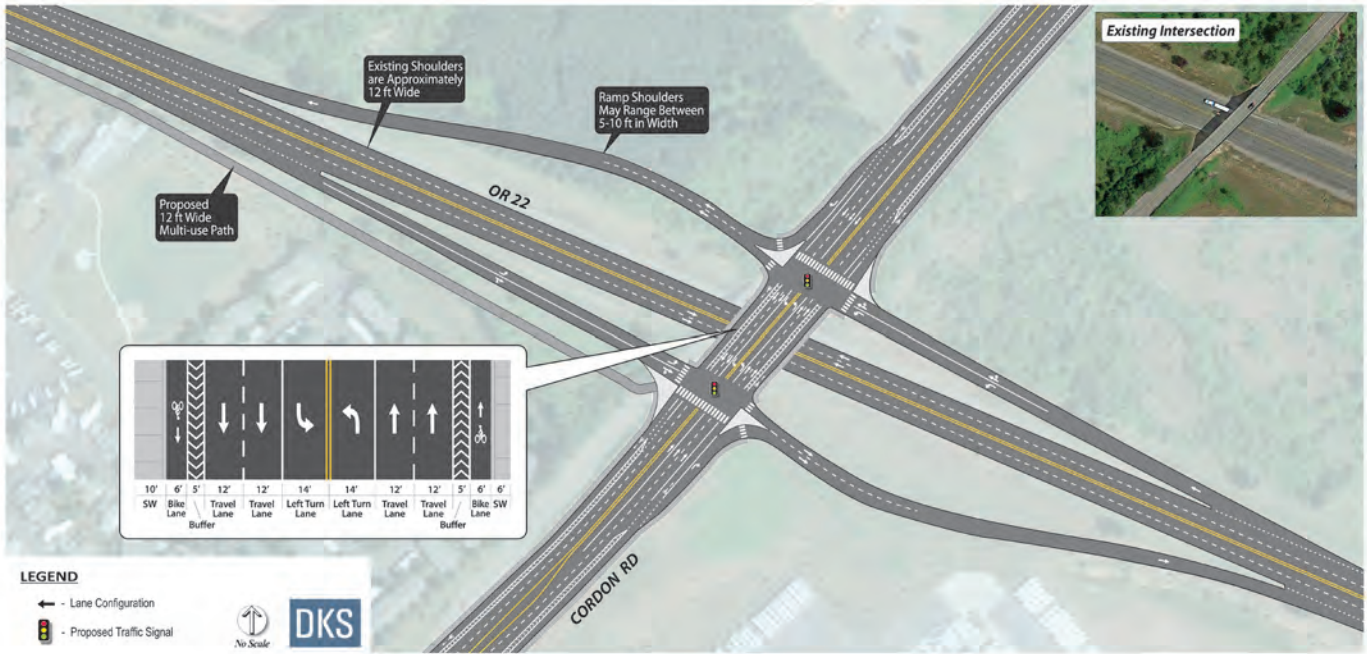 Existing Intersection
Existing Shoulders
are Approximately
12 ft Wide
Ramp Shoulders
May Range Between
5-10 ft in Width
Proposed
12 ft Wide
Multi-use Path
OR 22
CORDON RD
10' 6' 5' 12' 12' 14' 14' 12' 12' 5' 6' 6'
SW Bike Lane Buffer Travel Lane Travel Lane Left Turn Lane Left Turn Lane Travel Lane Travel Lane Buffer Bike Lane SW
LEGEND
- Lane Configuration
- Proposed Traffic Signal
No Scale
DKS